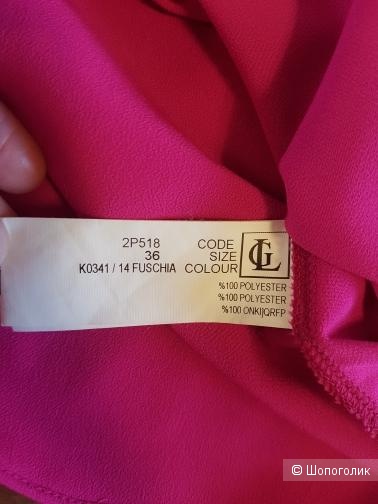 2P518 CODE
36 SIZE
K0341 / 14 FUSCHIA COLOUR
GL
%100 POLYESTER
%100 POLYESTER
%100 ONKIJQRFP
© Шопоголик